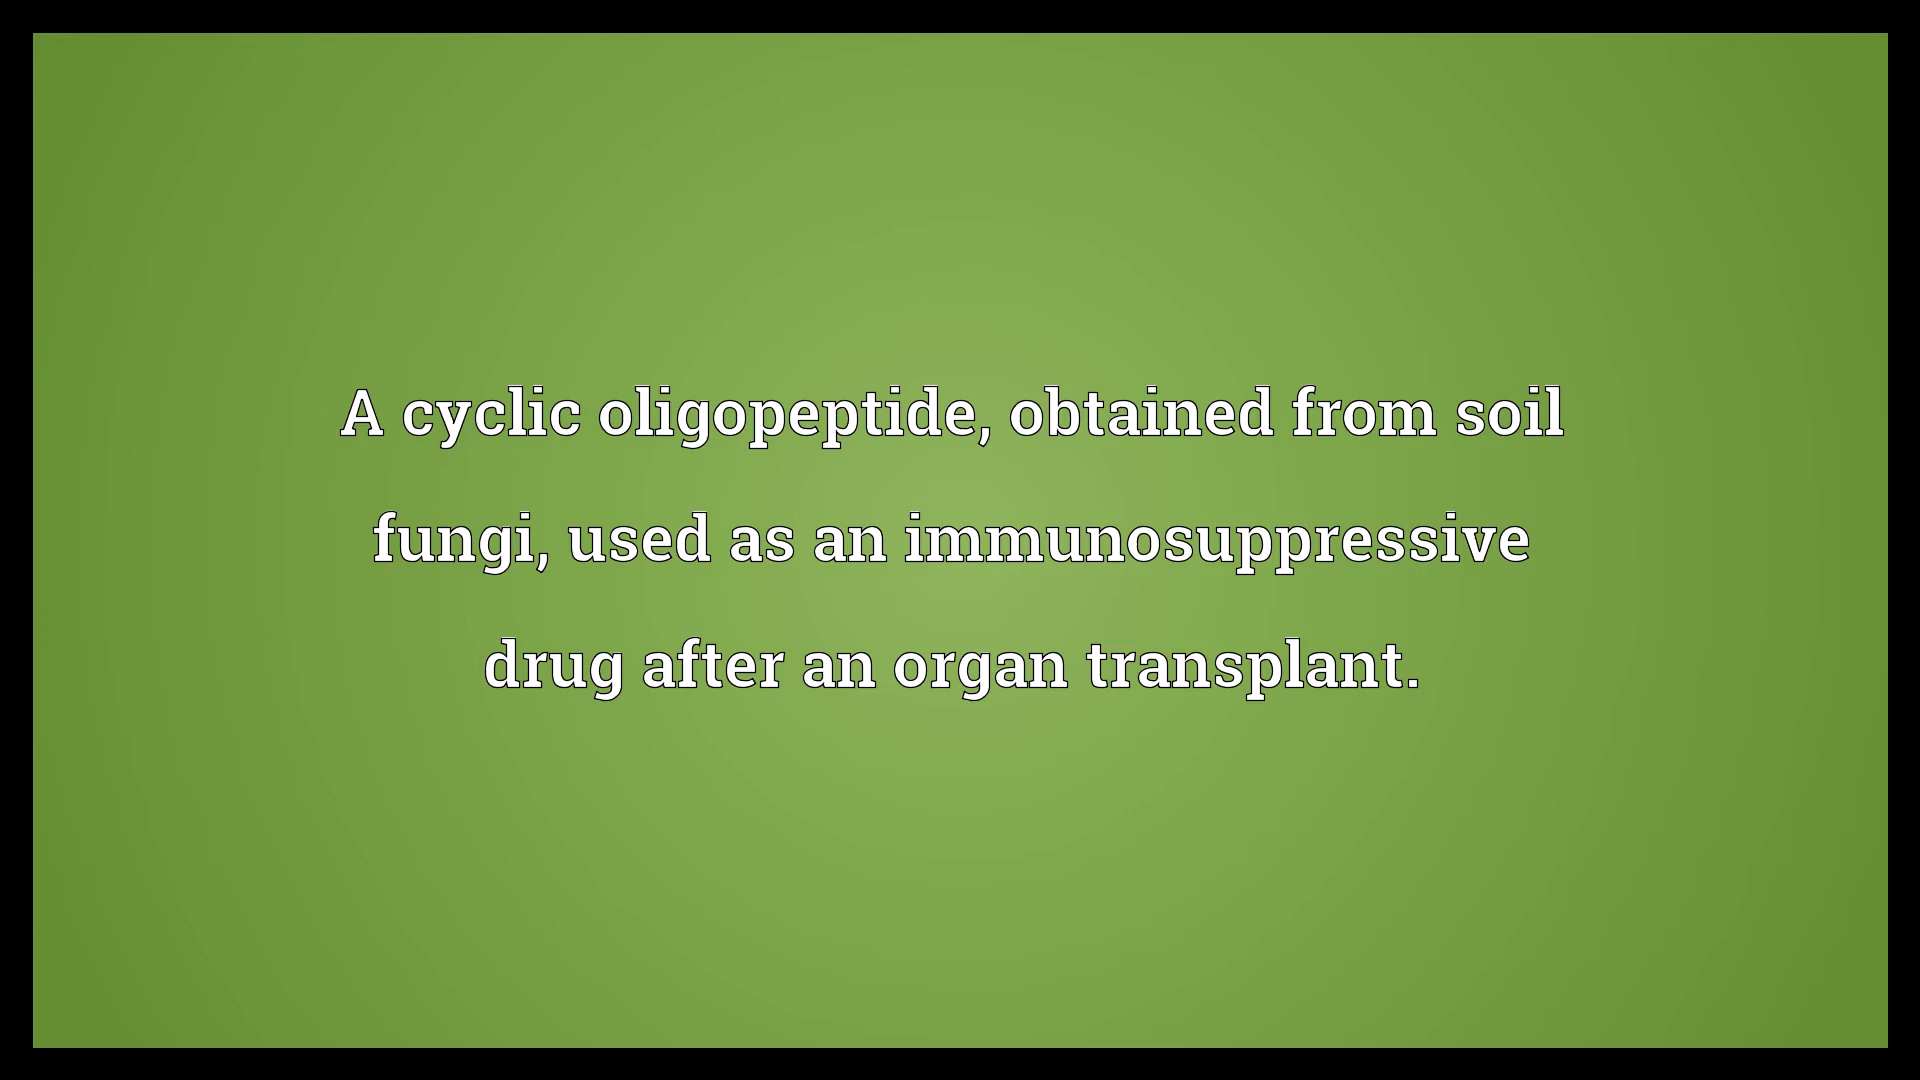 A cyclic oligopeptide, obtained from soil
fungi, used as an immunosuppressive
drug after an organ transplant.